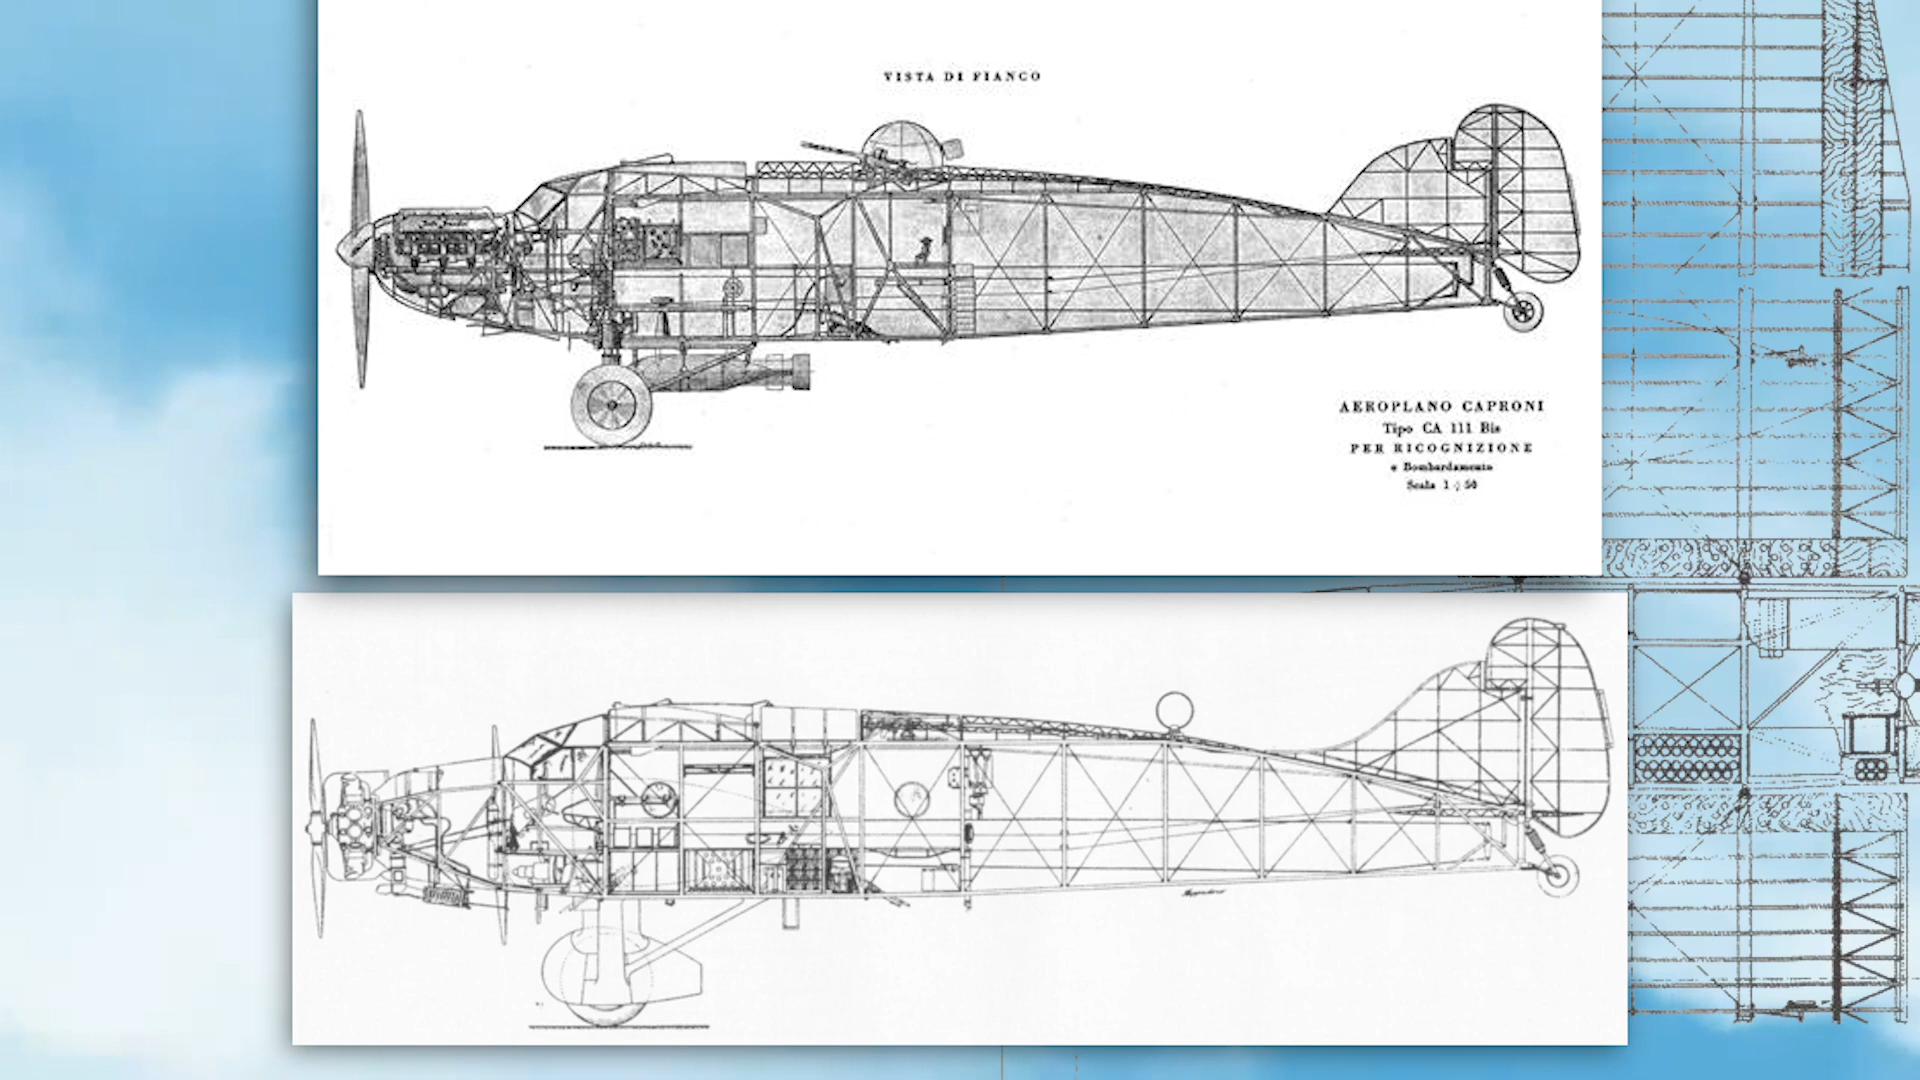 VISTA DI FIANCO
AEROPLANO CAPRONI
Tipo CA 111 Bis
PER RICOGNIZIONE
e Bombardamento
Scala 1 ÷ 50